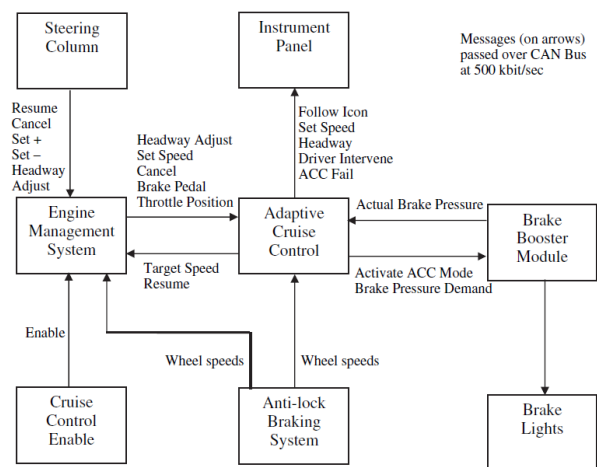 Steering
Column
Instrument
Panel
Messages (on arrows)
passed over CAN Bus
at 500 kbit/sec
Resume
Cancel
Set +
Set –
Headway
Adjust
Headway Adjust
Set Speed
Cancel
Brake Pedal
Throttle Position
Follow Icon
Set Speed
Headway
Driver Intervene
ACC Fail
Engine
Management
System
Adaptive
Cruise
Control
Actual Brake Pressure
Brake
Booster
Module
Target Speed
Resume
Activate ACC Mode
Brake Pressure Demand
Enable
Wheel speeds
Wheel speeds
Cruise
Control
Enable
Anti-lock
Braking
System
Brake
Lights